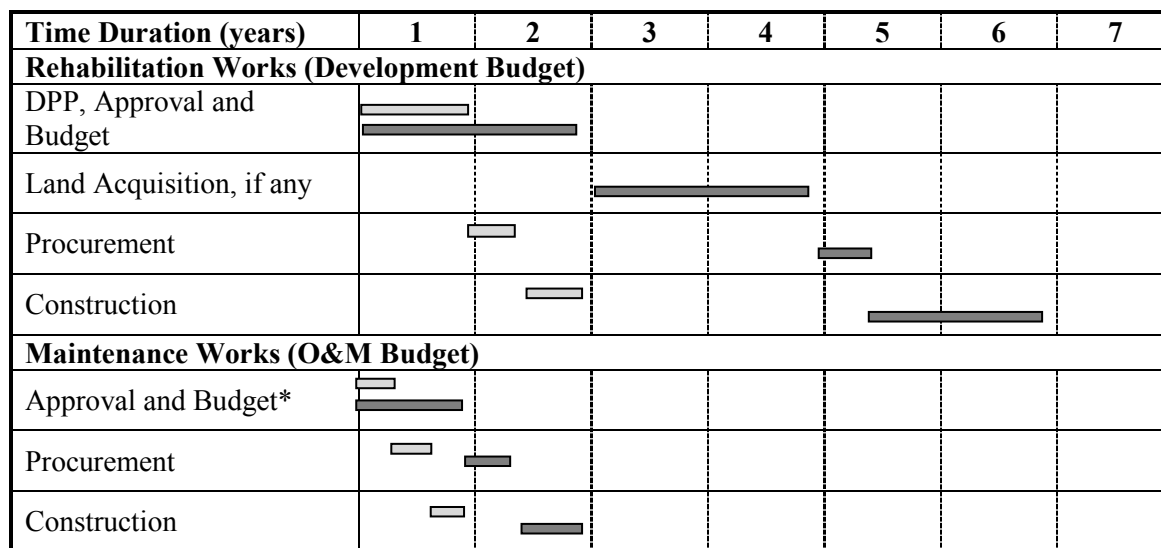 Time Duration (years) 1 2 3 4 5 6 7
Rehabilitation Works (Development Budget)
DPP, Approval and
Budget
Land Acquisition, if any
Procurement
Construction
Maintenance Works (O&M Budget)
Approval and Budget*
Procurement
Construction